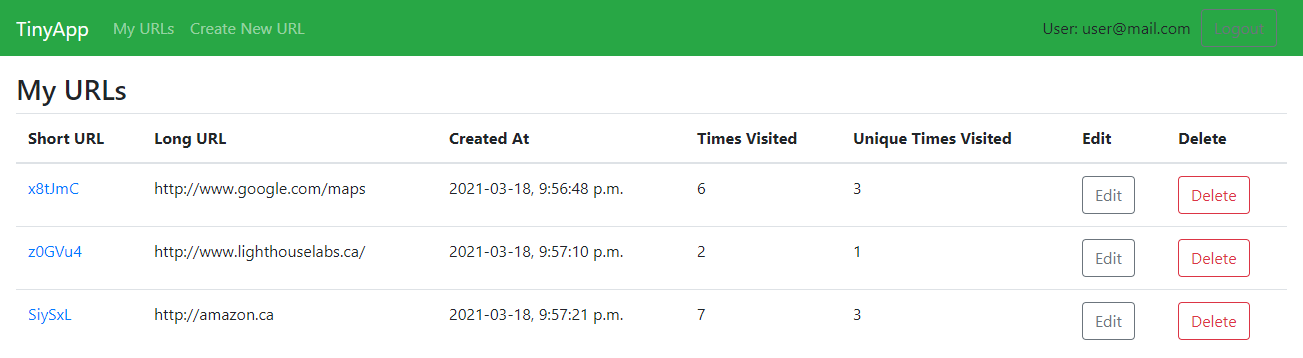 TinyApp My URLs Create New URL User: user@mail.com Logout
My URLs
Short URL Long URL Created At Times Visited Unique Times Visited Edit Delete
x8tJmC http://www.google.com/maps 2021-03-18, 9:56:48 p.m. 6 3 Edit Delete
z0GVu4 http://www.lighthouselabs.ca/ 2021-03-18, 9:57:10 p.m. 2 1 Edit Delete
SiySxL http://amazon.ca 2021-03-18, 9:57:21 p.m. 7 3 Edit Delete